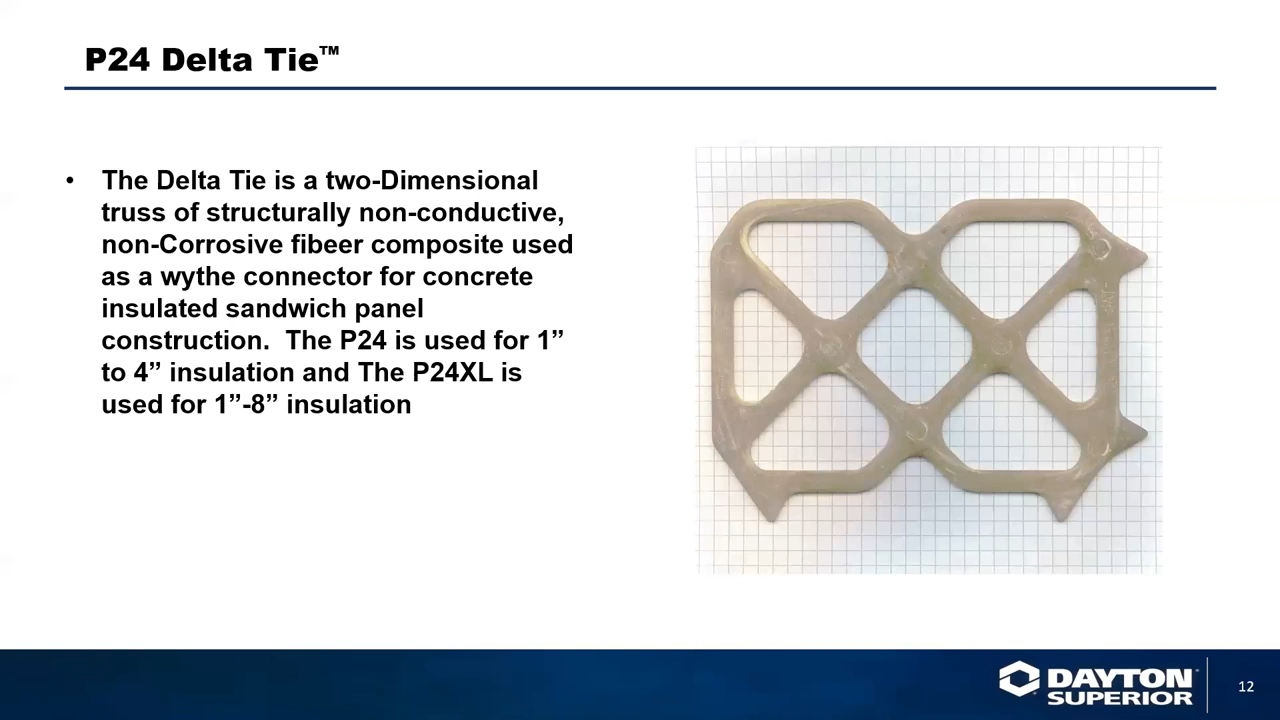 P24 Delta Tie™
• The Delta Tie is a two-Dimensional
truss of structurally non-conductive,
non-Corrosive fibeer composite used
as a wythe connector for concrete
insulated sandwich panel
construction.  The P24 is used for 1”
to 4” insulation and The P24XL is
used for 1”-8” insulation
DAYTON
SUPERIOR
12